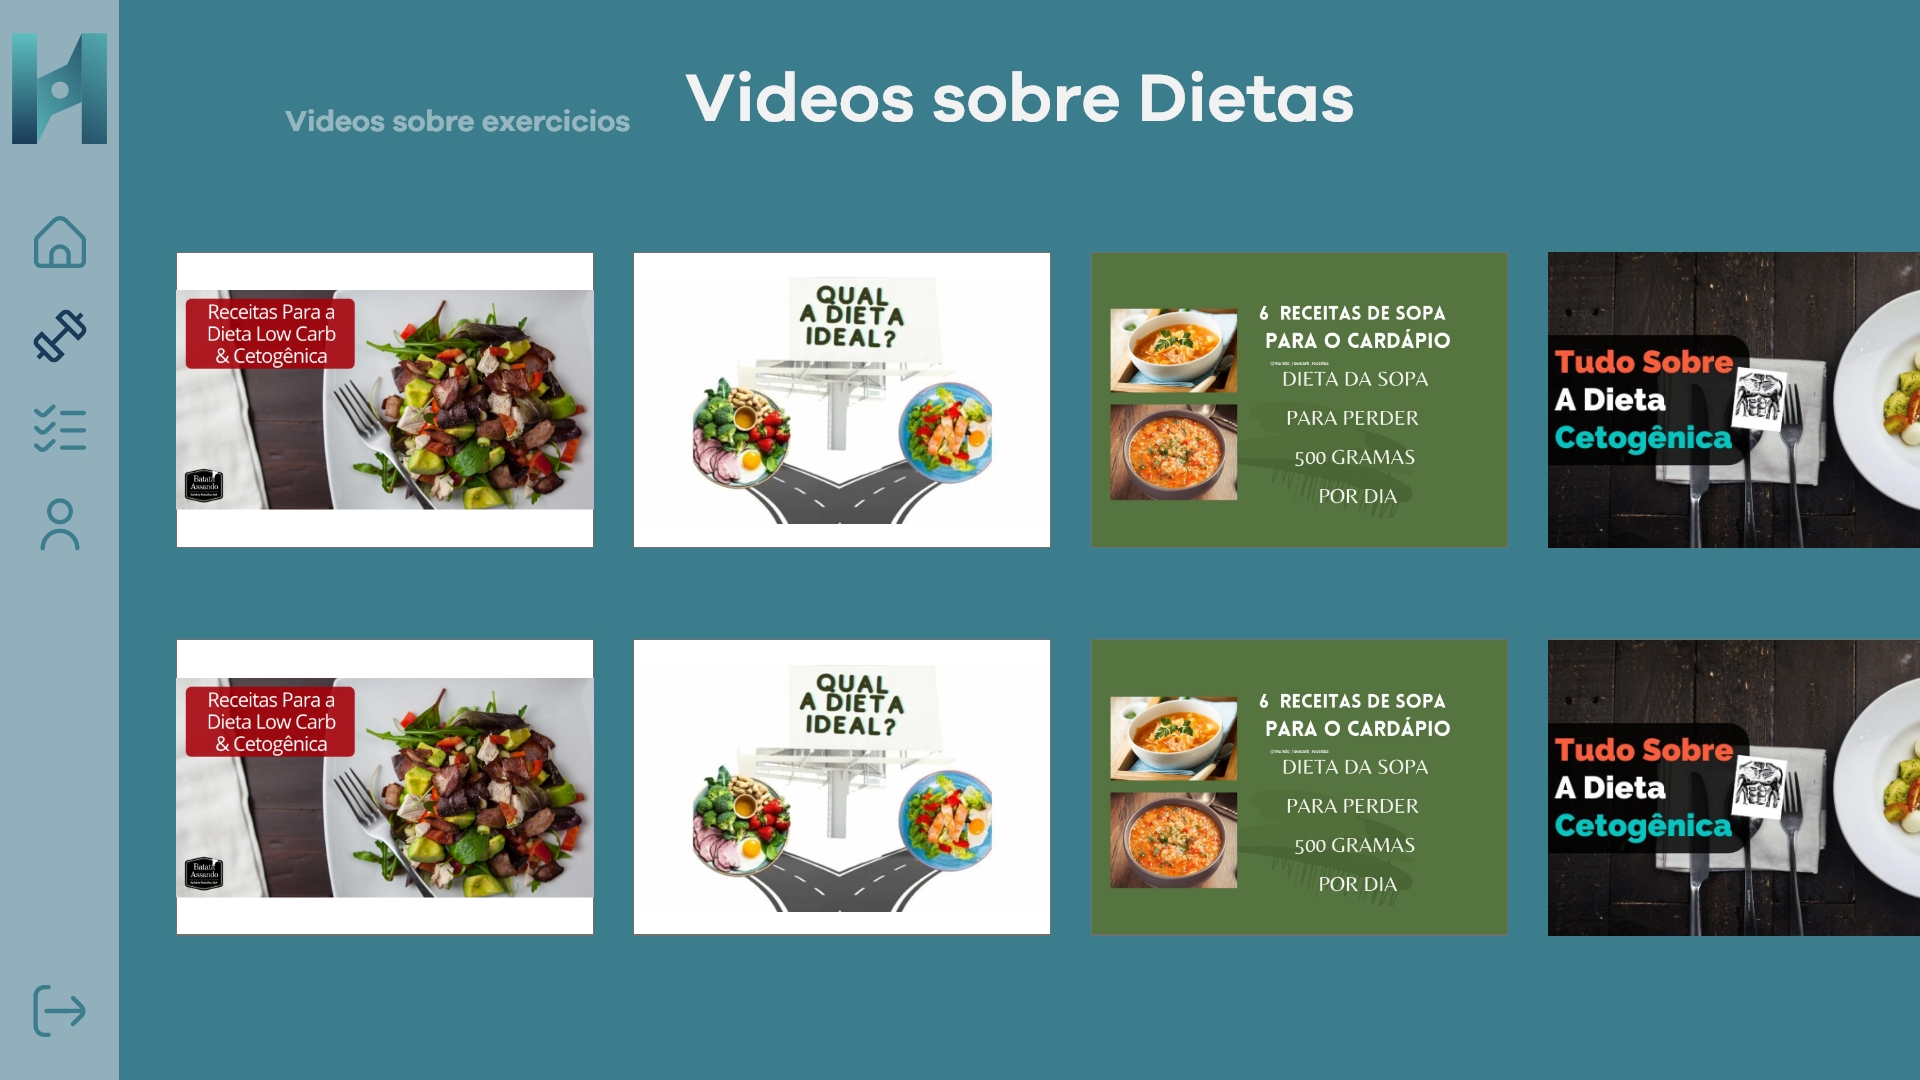 Videos sobre exercicios
Videos sobre Dietas
Receitas Para a
Dieta Low Carb
& Cetogênica
Batata
Assando
QUAL
A DIETA
IDEAL?
6 RECEITAS DE SOPA
PARA O CARDÁPIO
DIETA DA SOPA
PARA PERDER
500 GRAMAS
POR DIA
Tudo Sobre
A Dieta
Cetogênica
Receitas Para a
Dieta Low Carb
& Cetogênica
Batata
Assando
QUAL
A DIETA
IDEAL?
6 RECEITAS DE SOPA
PARA O CARDÁPIO
DIETA DA SOPA
PARA PERDER
500 GRAMAS
POR DIA
Tudo Sobre
A Dieta
Cetogênica